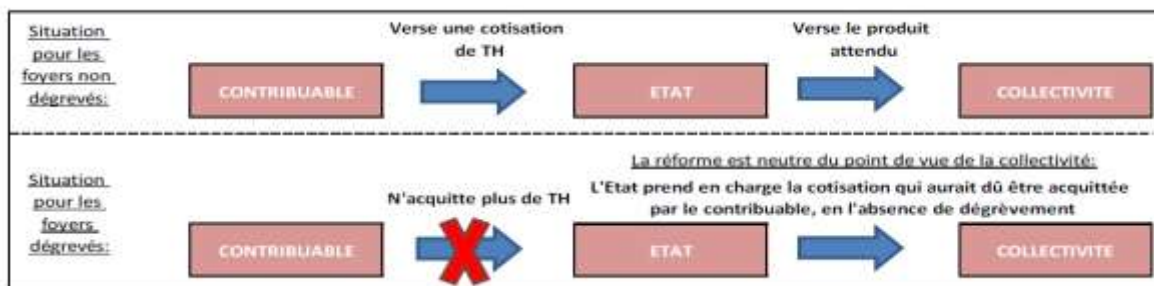 Situation
pour les
foyers non
dégrevés:
Verse une cotisation
de TH
Verse le produit
attendu
CONTRIBUABLE
ETAT
COLLECTIVITE
Situation
pour les
foyers
dégrevés:
N'acquitte plus de TH
La réforme est neutre du point de vue de la collectivité:
L'Etat prend en charge la cotisation qui aurait dû être acquittée
par le contribuable, en l'absence de dégrèvement
CONTRIBUABLE
ETAT
COLLECTIVITE